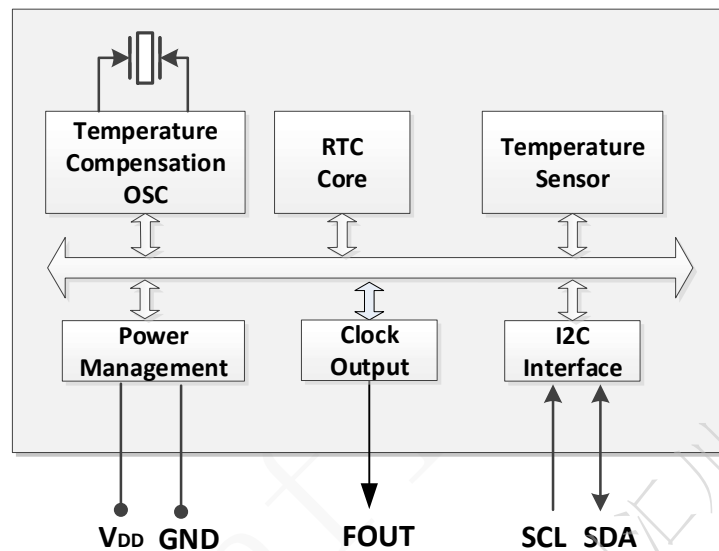 Temperature
Compensation
OSC
RTC
Core
Temperature
Sensor
Power
Management
Clock
Output
I2C
Interface
VDD GND
FOUT
SCL SDA